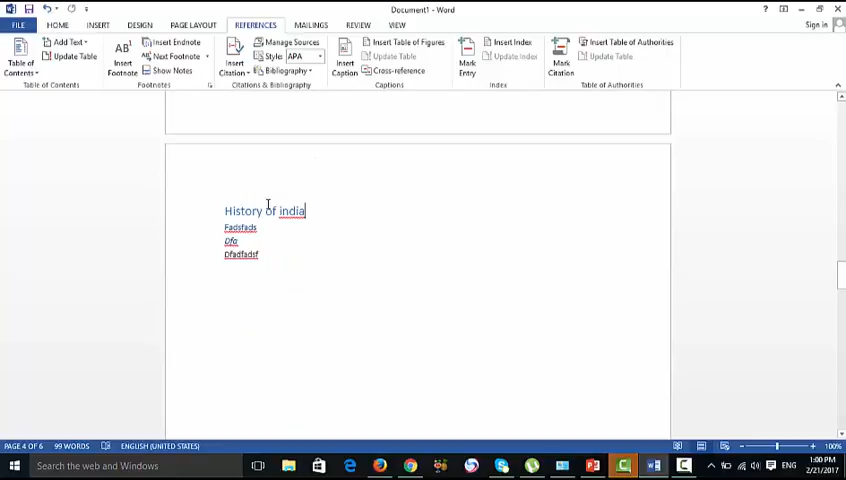 Document1 - Word
Sign in
FILE HOME INSERT DESIGN PAGE LAYOUT REFERENCES MAILINGS REVIEW VIEW
Table of Contents
Add Text
Update Table
Table of Contents
AB1 Insert Footnote
Insert Endnote
Next Footnote
Show Notes
Footnotes
Insert Citation
Manage Sources
Style: APA
Bibliography
Citations & Bibliography
Insert Caption
Insert Table of Figures
Update Table
Cross-reference
Captions
Mark Entry
Insert Index
Update Index
Index
Mark Citation
Insert Table of Authorities
Update Table
Table of Authorities
History of india
Fadsfads
Dfa
Dfadfadsf
PAGE 4 OF 6 99 WORDS ENGLISH (UNITED STATES) 100%
Search the web and Windows
ENG
1:00 PM
2/21/2017